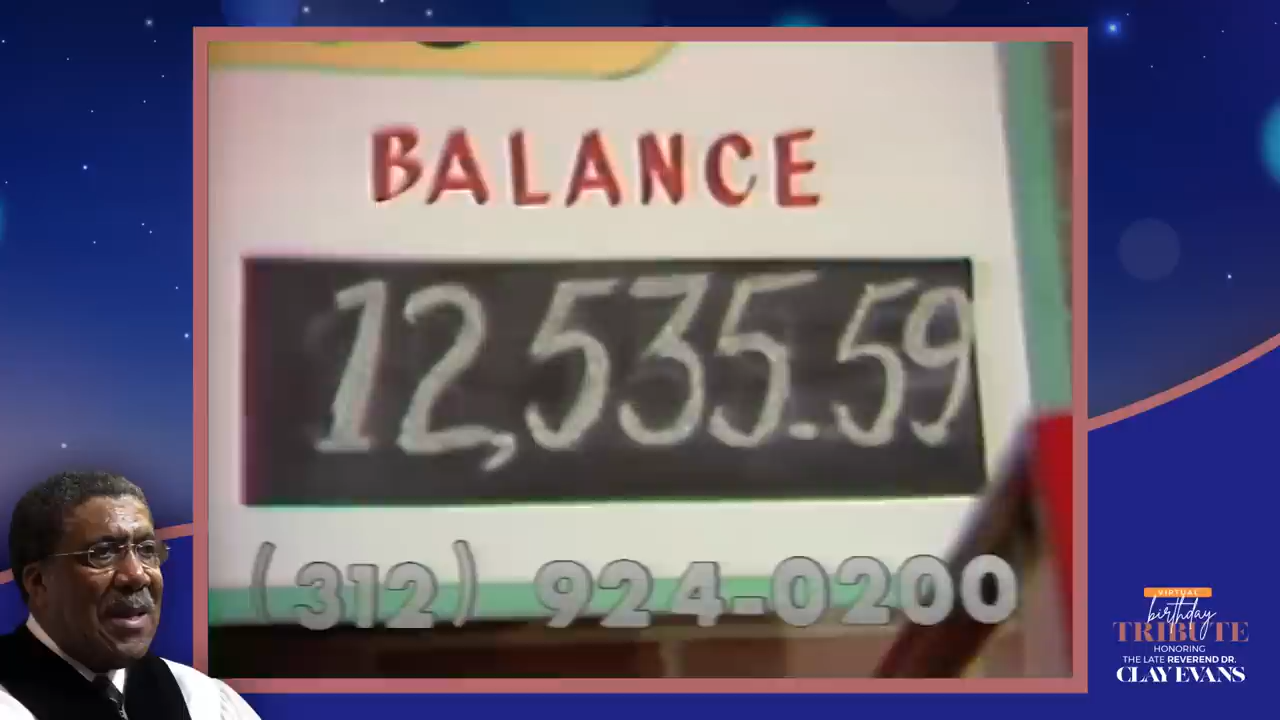 BALANCE
12,535.59
(312) 924-0200
VIRTUAL
birthday
TRIBUTE
HONORING
THE LATE REVEREND DR.
CLAY EVANS